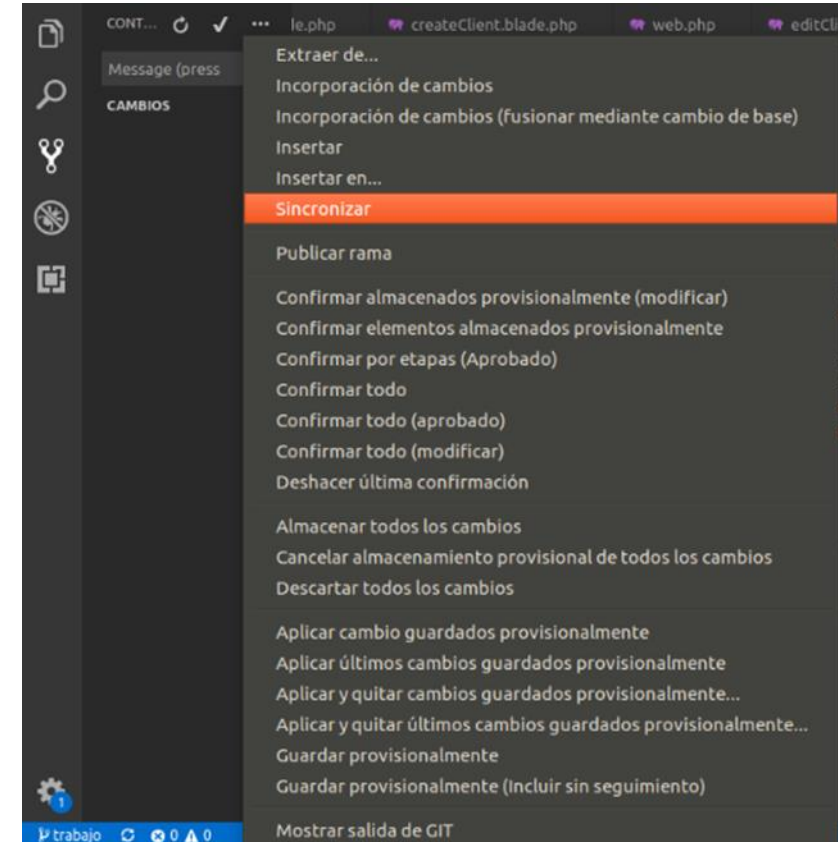 CONT...
le.php
createClient.blade.php
web.php
editCli
Message (press
CAMBIOS
Extraer de...
Incorporación de cambios
Incorporación de cambios (fusionar mediante cambio de base)
Insertar
Insertar en...
Sincronizar
Publicar rama
Confirmar almacenados provisionalmente (modificar)
Confirmar elementos almacenados provisionalmente
Confirmar por etapas (Aprobado)
Confirmar todo
Confirmar todo (aprobado)
Confirmar todo (modificar)
Deshacer última confirmación
Almacenar todos los cambios
Cancelar almacenamiento provisional de todos los cambios
Descartar todos los cambios
Aplicar cambio guardados provisionalmente
Aplicar últimos cambios guardados provisionalmente
Aplicar y quitar cambios guardados provisionalmente...
Aplicar y quitar últimos cambios guardados provisionalmente...
Guardar provisionalmente
Guardar provisionalmente (Incluir sin seguimiento)
Mostrar salida de GIT
1
trabajo 0 0